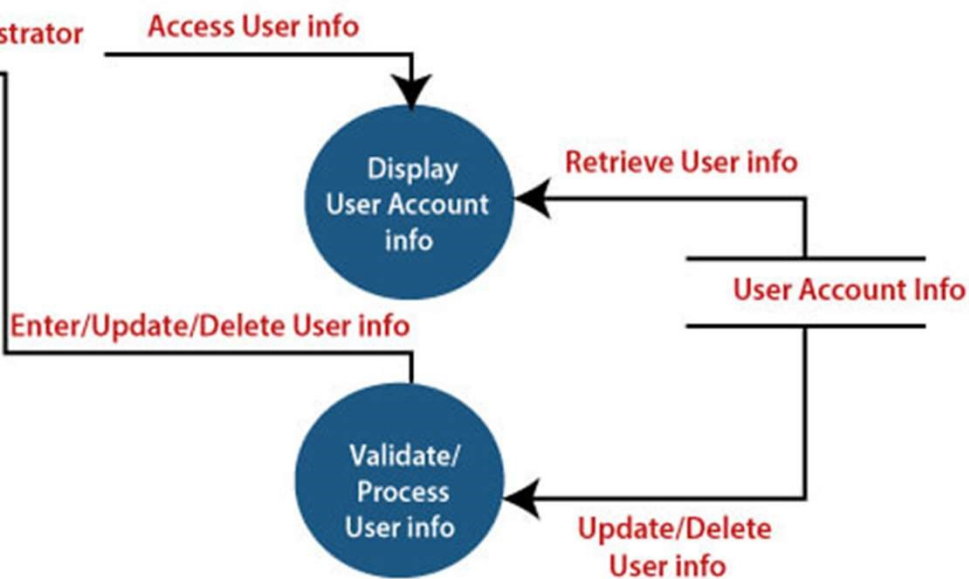 strator
Access User info
Display
User Account
info
Retrieve User info
User Account Info
Enter/Update/Delete User info
Validate/
Process
User info
Update/Delete
User info